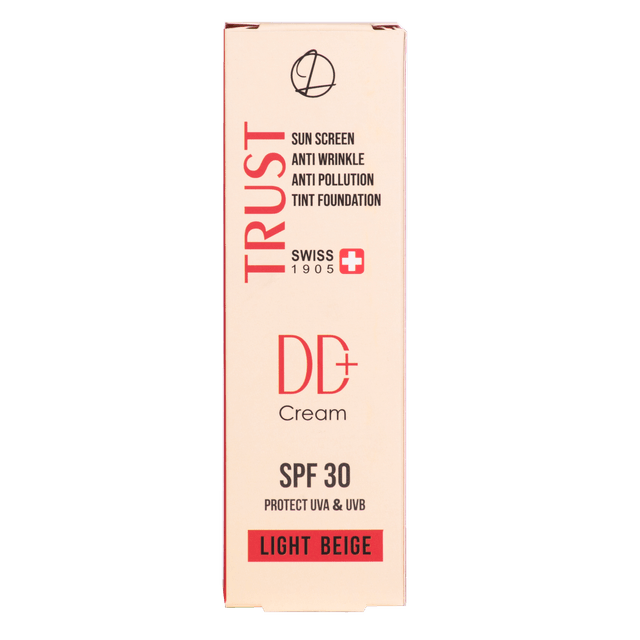 TRUST
SUN SCREEN
ANTI WRINKLE
ANTI POLLUTION
TINT FOUNDATION
SWISS
1905
DD+
Cream
SPF 30
PROTECT UVA & UVB
LIGHT BEIGE